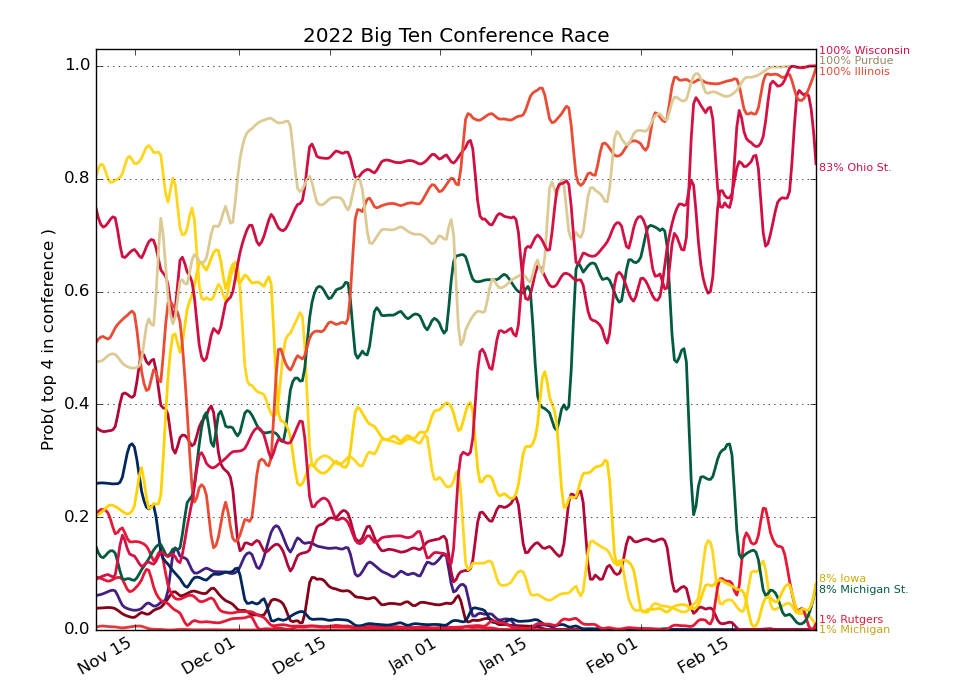 2022 Big Ten Conference Race
Prob( top 4 in conference )
1.0
0.8
0.6
0.4
0.2
0.0
Nov 15
Dec 01
Dec 15
Jan 01
Jan 15
Feb 01
Feb 15
100% Wisconsin
100% Purdue
100% Illinois
83% Ohio St.
8% Iowa
8% Michigan St.
1% Rutgers
1% Michigan